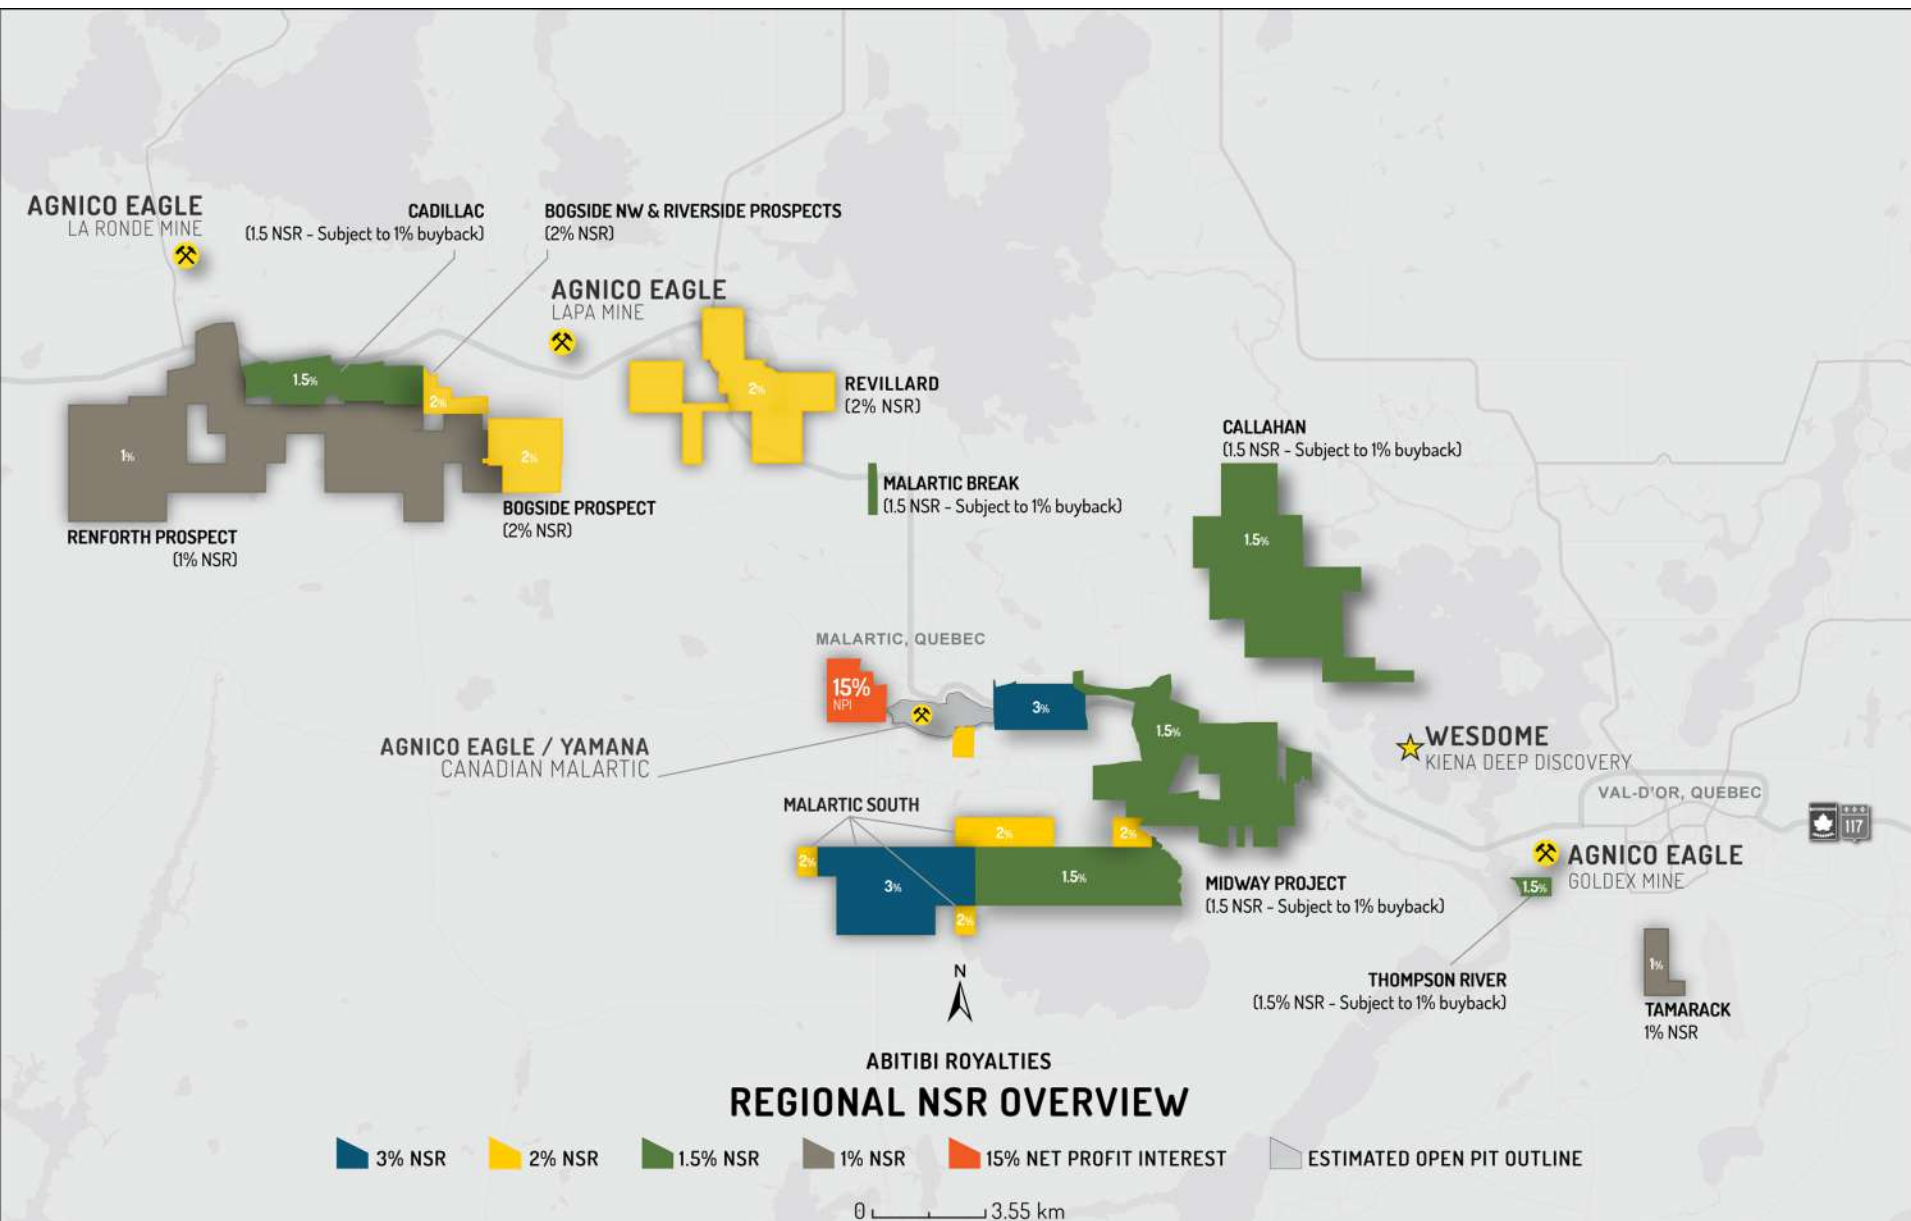 AGNICO EAGLE
LA RONDE MINE
CADILLAC
(1.5 NSR - Subject to 1% buyback)
BOGSIDE NW & RIVERSIDE PROSPECTS
(2% NSR)
AGNICO EAGLE
LAPA MINE
1.5%
2%
2%
REVILLARD
(2% NSR)
1%
2%
CALLAHAN
(1.5 NSR - Subject to 1% buyback)
MALARTIC BREAK
(1.5 NSR - Subject to 1% buyback)
BOGSIDE PROSPECT
(2% NSR)
RENFORTH PROSPECT
(1% NSR)
1.5%
MALARTIC, QUEBEC
15%
NPI
3%
1.5%
AGNICO EAGLE / YAMANA
CANADIAN MALARTIC
WESDOME
KIENA DEEP DISCOVERY
VAL-D'OR, QUEBEC
117
MALARTIC SOUTH
2%
2%
2%
3%
1.5%
2%
MIDWAY PROJECT
(1.5 NSR - Subject to 1% buyback)
AGNICO EAGLE
GOLDEX MINE
1.5%
THOMPSON RIVER
(1.5% NSR - Subject to 1% buyback)
1%
TAMARACK
1% NSR
N
ABITIBI ROYALTIES
REGIONAL NSR OVERVIEW
3% NSR
2% NSR
1.5% NSR
1% NSR
15% NET PROFIT INTEREST
ESTIMATED OPEN PIT OUTLINE
0
3.55 km